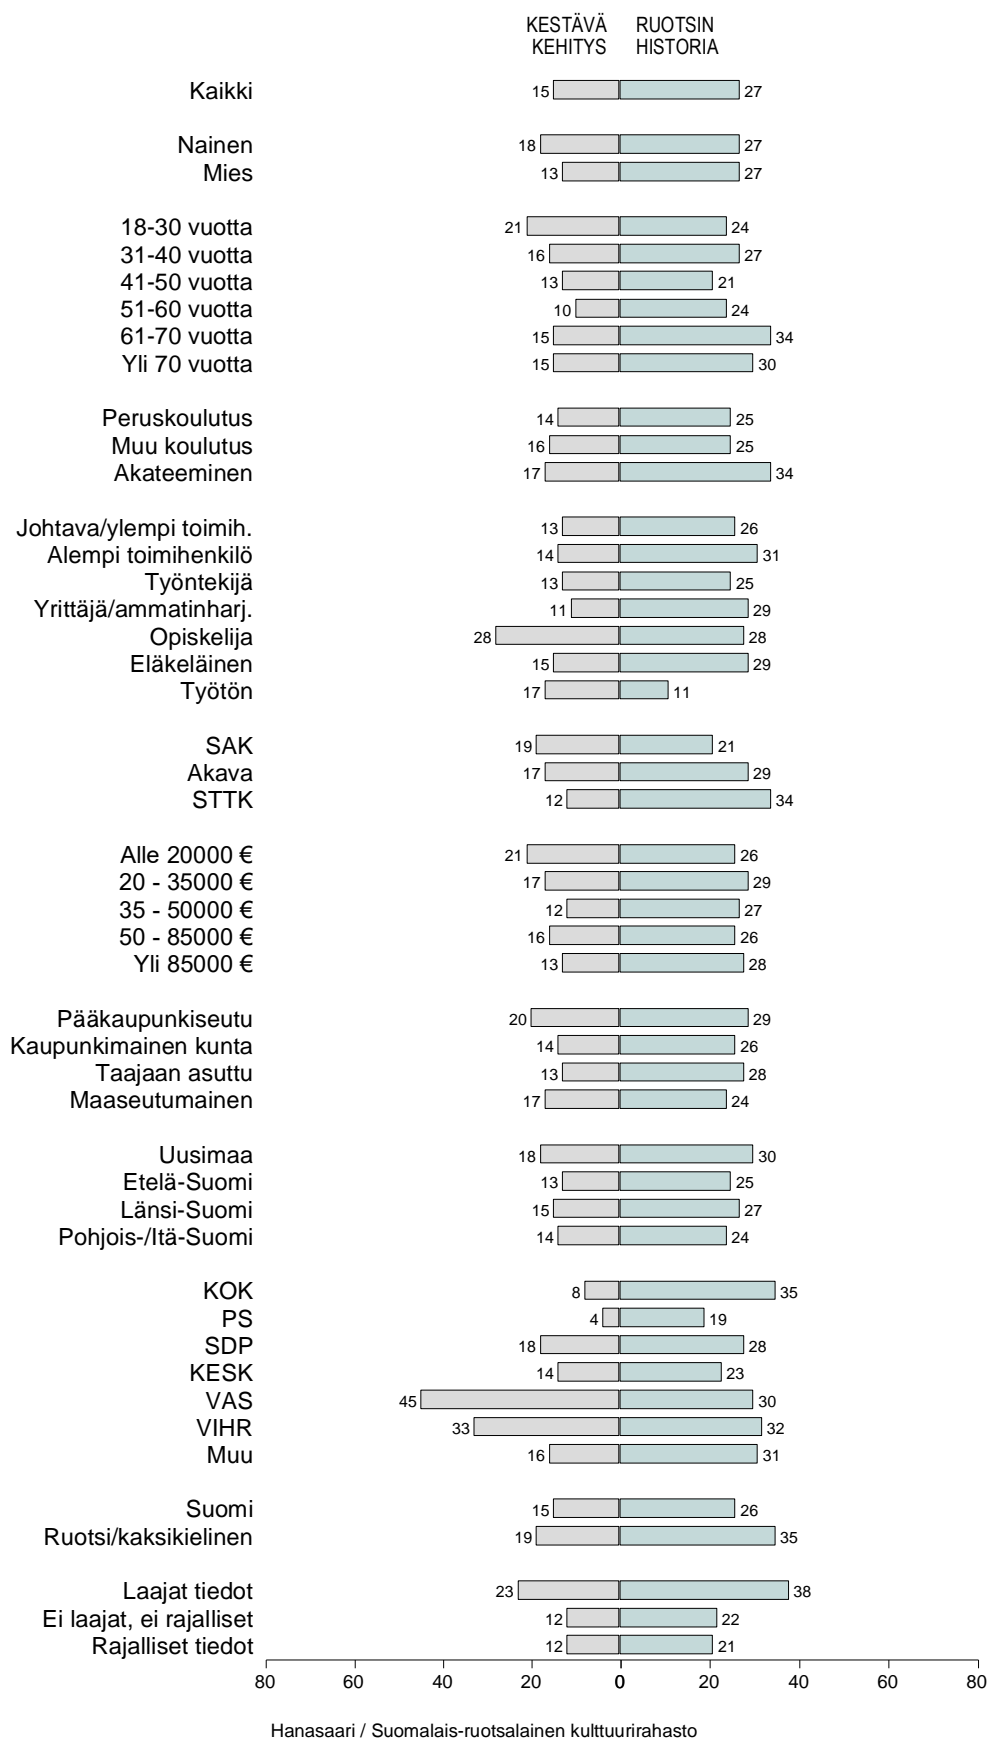 KESTÄVÄ RUOTSIN
KEHITYS HISTORIA
Kaikki 15 27
Nainen 18 27
Mies 13 27
18-30 vuotta 21 24
31-40 vuotta 16 27
41-50 vuotta 13 21
51-60 vuotta 10 24
61-70 vuotta 15 34
Yli 70 vuotta 15 30
Peruskoulutus 14 25
Muu koulutus 16 25
Akateeminen 17 34
Johtava/ylempi toimih. 13 26
Alempi toimihenkilö 14 31
Työntekijä 13 25
Yrittäjä/ammatinharj. 11 29
Opiskelija 28 28
Eläkeläinen 15 29
Työtön 17 11
SAK 19 21
Akava 17 29
STTK 12 34
Alle 20000 € 21 26
20 - 35000 € 17 29
35 - 50000 € 12 27
50 - 85000 € 16 26
Yli 85000 € 13 28
Pääkaupunkiseutu 20 29
Kaupunkimainen kunta 14 26
Taajaan asuttu 13 28
Maaseutumainen 17 24
Uusimaa 18 30
Etelä-Suomi 13 25
Länsi-Suomi 15 27
Pohjois-/Itä-Suomi 14 24
KOK 8 35
PS 4 19
SDP 18 28
KESK 14 23
VAS 45 30
VIHR 33 32
Muu 16 31
Suomi 15 26
Ruotsi/kaksikielinen 19 35
Laajat tiedot 23 38
Ei laajat, ei rajalliset 12 22
Rajalliset tiedot 12 21
80 60 40 20 0 20 40 60 80
Hanasaari / Suomalais-ruotsalainen kulttuurirahasto